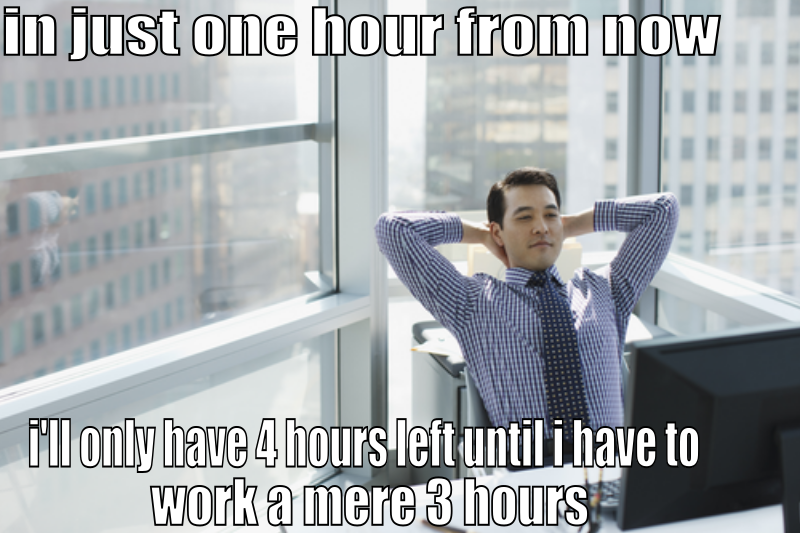 in just one hour from now
i'll only have 4 hours left until i have to
work a mere 3 hours